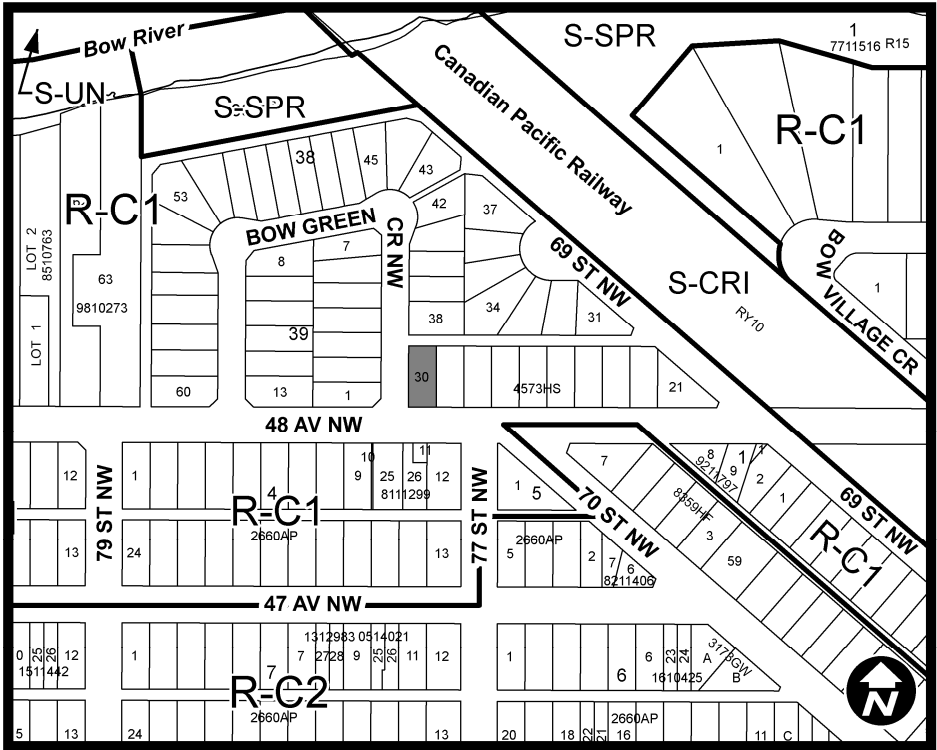 Bow River
S-UN
S-SPR
S-SPR
Canadian Pacific Railway
1
7711516 R15
R-C1
1
R-C1
53
38
45
43
42
37
BOW GREEN
CR NW
LOT 2
8510763
LOT 1
63
9810273
8
7
39
60
13
1
38
34
31
69 ST NW
S-CRI
RY10
BOW VILLAGE CR
1
30
4573HS
21
48 AV NW
12
79 ST NW
1
4
10
9
25
26
11
12
8111299
R-C1
2660AP
13
24
13
77 ST NW
1
5
2660AP
5
2
7
6
8211406
70 ST NW
7
8359HF
3
59
8
9
1
2
9211797
2
1
69 ST NW
R-C1
47 AV NW
0
25
26
12
1511442
1
7
1312983 0514021
7
27
28
9
25
26
11
12
R-C2
2660AP
5
13
24
13
1
6
6
23
24
A
3178GW
B
1610425
2660AP
20
18
22
21
16
11
C
N